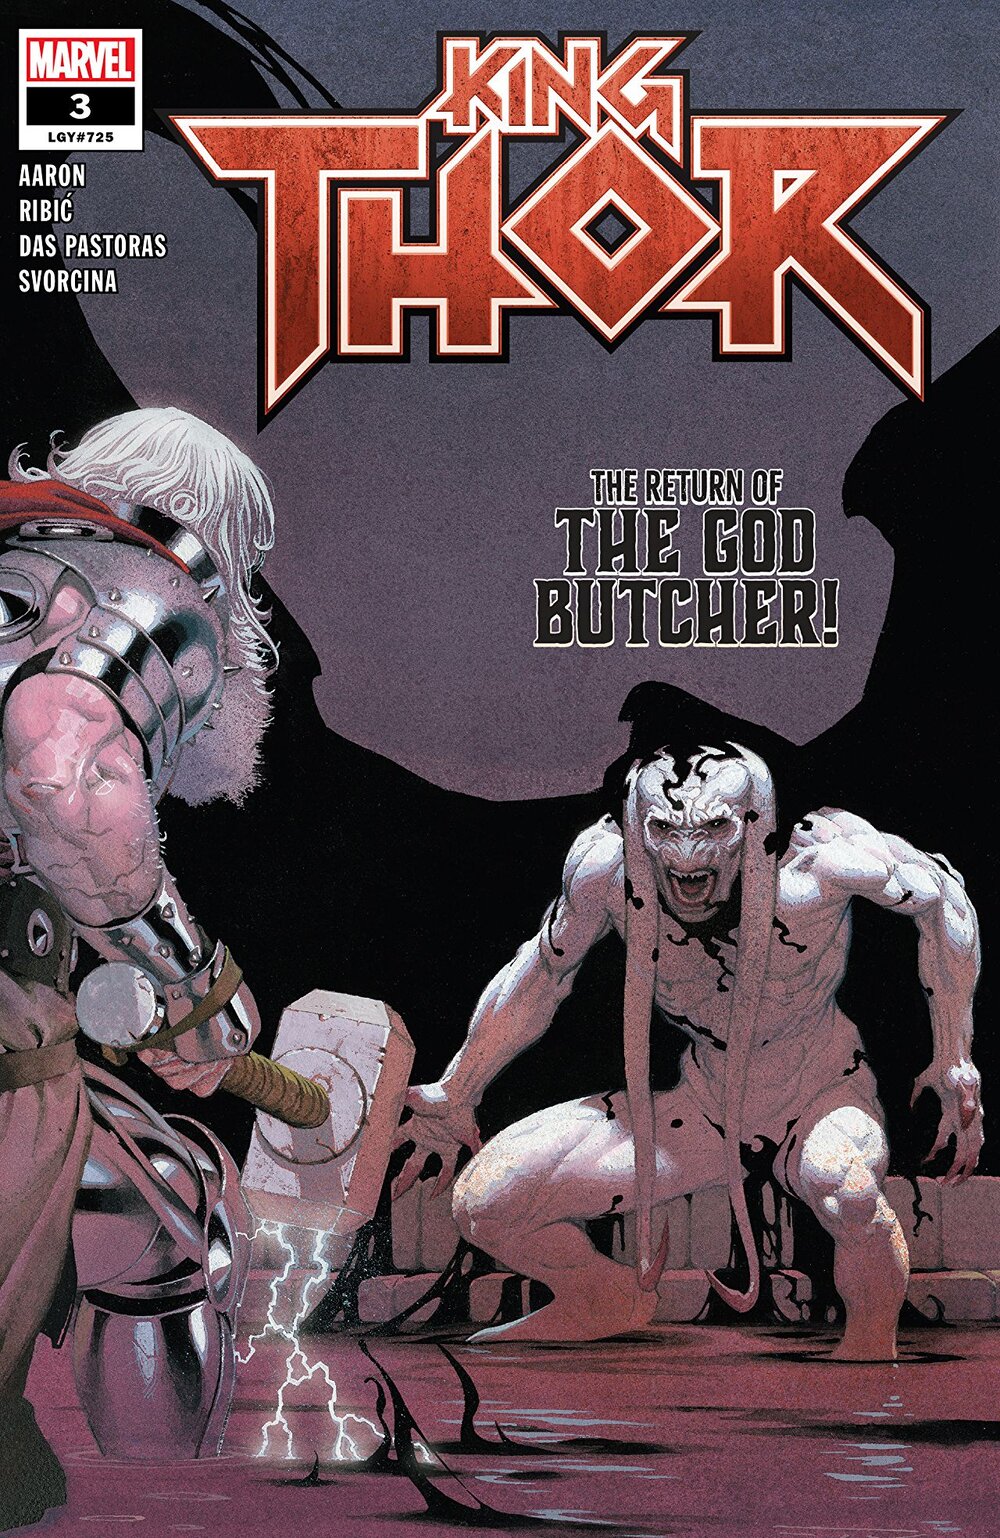 MARVEL
3
LGY#725
AARON
RIBIĆ
DAS PASTORAS
SVORCINA
KING
THOR
THE RETURN OF
THE GOD
BUTCHER!